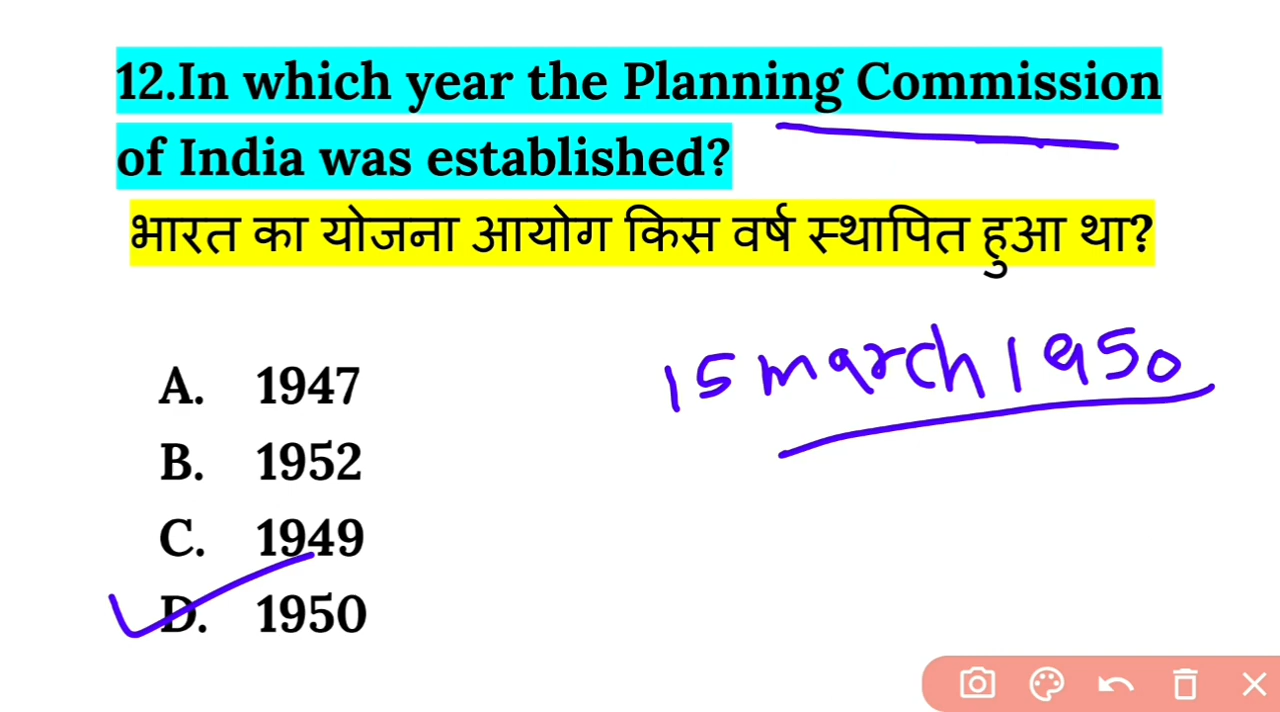 12.In which year the Planning Commission
of India was established?
भारत का योजना आयोग किस वर्ष स्थापित हुआ था?
15 march 1950
A. 1947
B. 1952
C. 1949
D. 1950